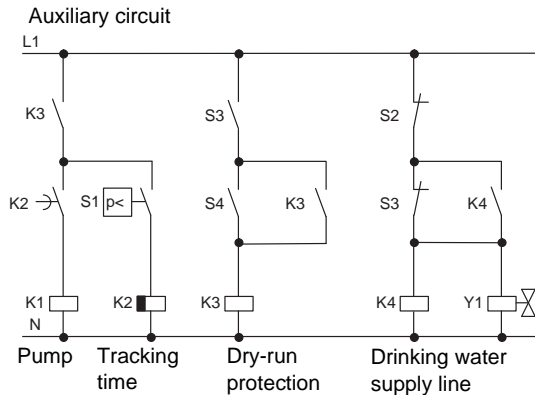 Auxiliary circuit
L1
K3 S3 S2
K2 S1 p< S4 K3 S3 K4
K1 K2 K3 K4 Y1
N
Pump Tracking time Dry-run protection Drinking water supply line